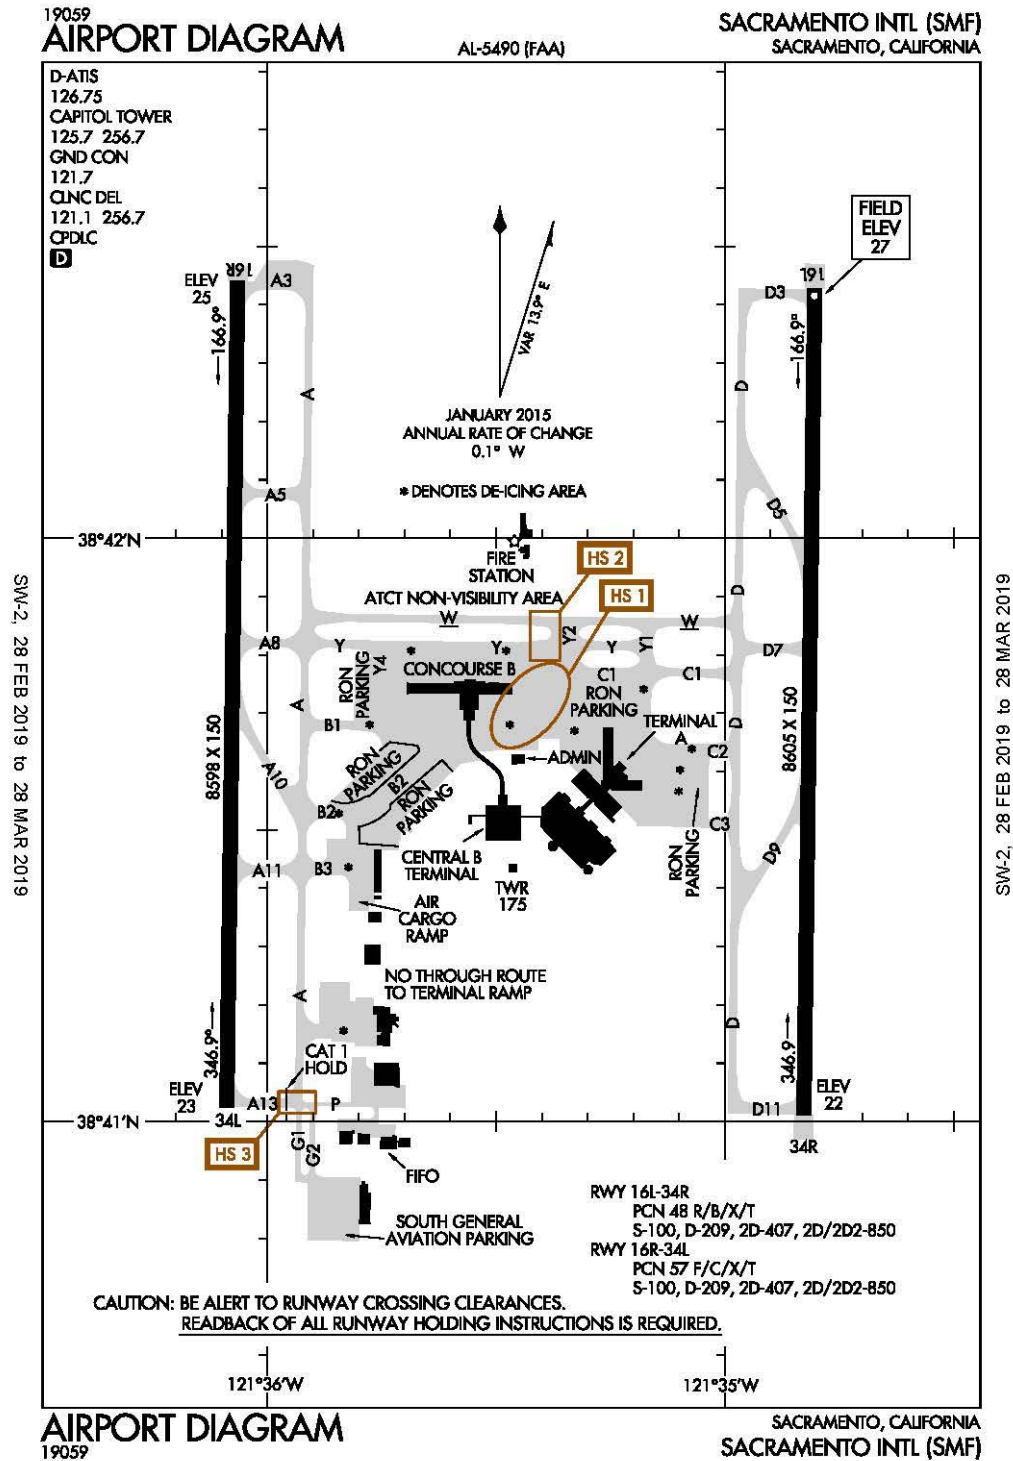 19059
AIRPORT DIAGRAM
AL-5490 (FAA)
SACRAMENTO INTL (SMF)
SACRAMENTO, CALIFORNIA
D-ATIS
126.75
CAPITOL TOWER
125.7 256.7
GND CON
121.7
CLNC DEL
121.1 256.7
CPDLC
D
FIELD
ELEV
27
VAR 13.9° E
JANUARY 2015
ANNUAL RATE OF CHANGE
0.1° W
* DENOTES DE-ICING AREA
ELEV
25
16R
A3
166.9°
A
16L
D3
166.9°
D
A5
D5
38°42'N
FIRE
STATION
HS 2
HS 1
ATCT NON-VISIBILITY AREA
D
W
W
A8
Y
Y4
Y
Y2
Y
Y1
D7
RON
PARKING
CONCOURSE B
C1
RON
PARKING
C1
A
B1
TERMINAL
A
D
C2
8598 X 150
8605 X 150
ADMIN
A10
RON
PARKING
B2
RON
PARKING
B2
C3
RON
PARKING
D9
A11
B3
CENTRAL B
TERMINAL
TWR
175
AIR
CARGO
RAMP
NO THROUGH ROUTE
TO TERMINAL RAMP
A
D
346.9°
346.9°
CAT 1
HOLD
ELEV
23
A13
P
34L
ELEV
22
D11
34R
38°41'N
HS 3
G1
G2
FIFO
SOUTH GENERAL
AVIATION PARKING
RWY 16L-34R
PCN 48 R/B/X/T
S-100, D-209, 2D-407, 2D/2D2-850
RWY 16R-34L
PCN 57 F/C/X/T
S-100, D-209, 2D-407, 2D/2D2-850
CAUTION: BE ALERT TO RUNWAY CROSSING CLEARANCES.
READBACK OF ALL RUNWAY HOLDING INSTRUCTIONS IS REQUIRED.
121°36'W
121°35'W
SW-2, 28 FEB 2019 to 28 MAR 2019
SW-2, 28 FEB 2019 to 28 MAR 2019
AIRPORT DIAGRAM
19059
SACRAMENTO, CALIFORNIA
SACRAMENTO INTL (SMF)